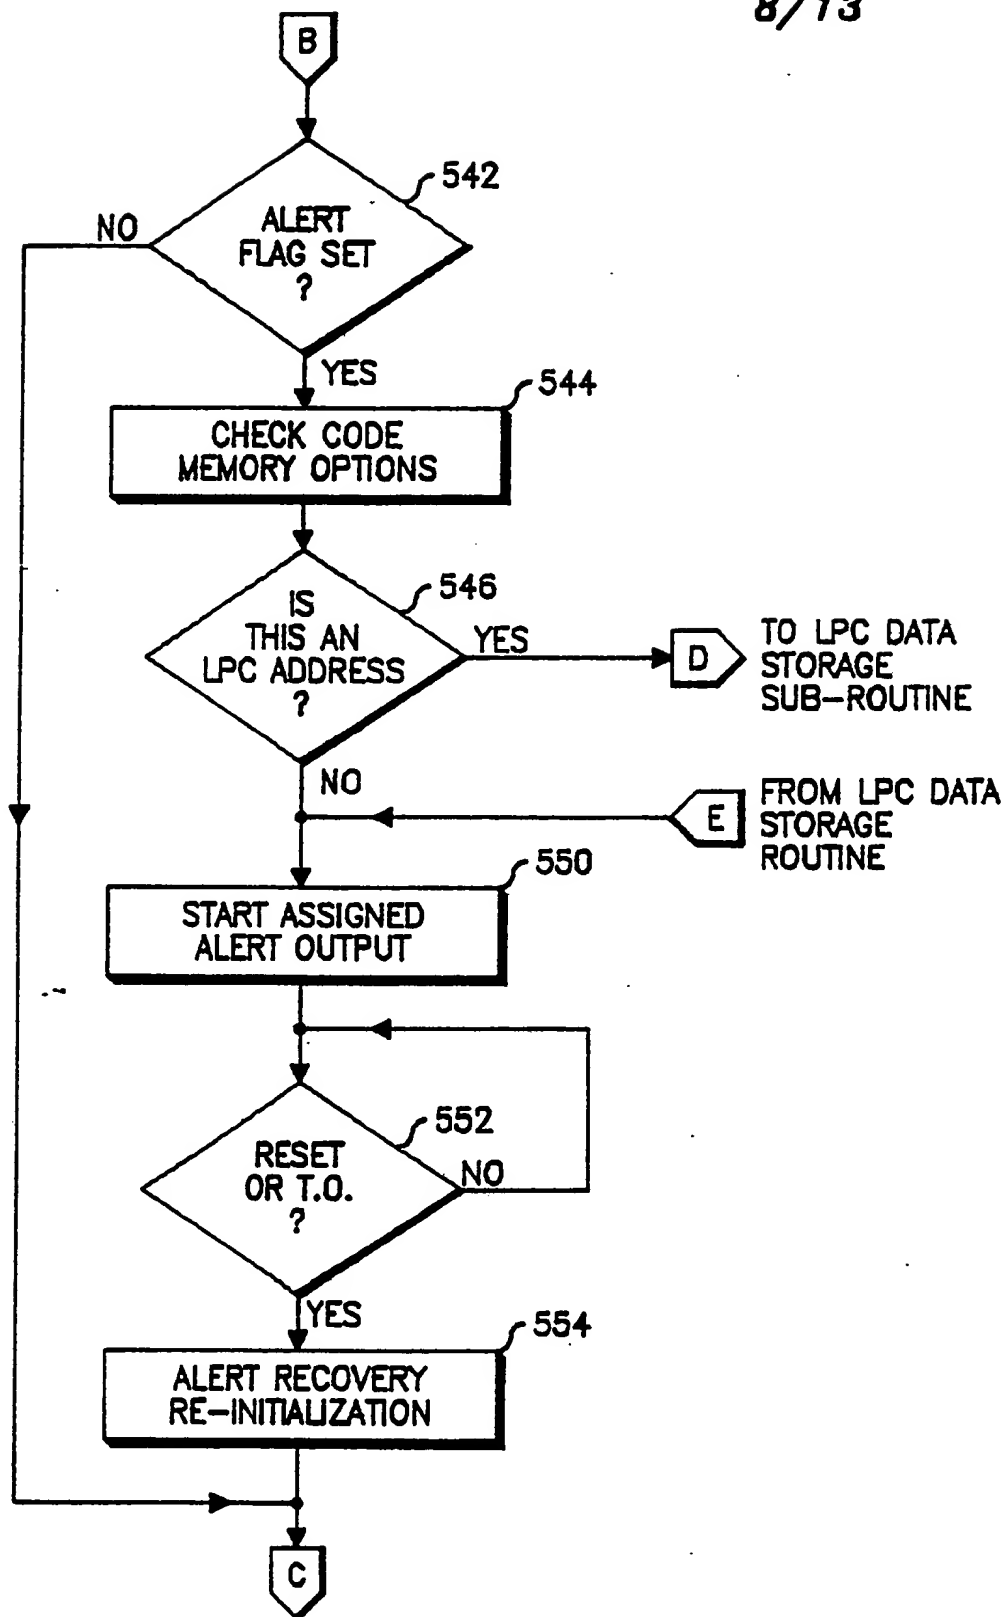 8/13
B
542
ALERT
FLAG SET
?
NO
YES
544
CHECK CODE
MEMORY OPTIONS
546
IS
THIS AN
LPC ADDRESS
?
YES
D
TO LPC DATA
STORAGE
SUB-ROUTINE
NO
E
FROM LPC DATA
STORAGE
ROUTINE
550
START ASSIGNED
ALERT OUTPUT
552
RESET
OR T.O.
?
NO
YES
554
ALERT RECOVERY
RE-INITIALIZATION
C